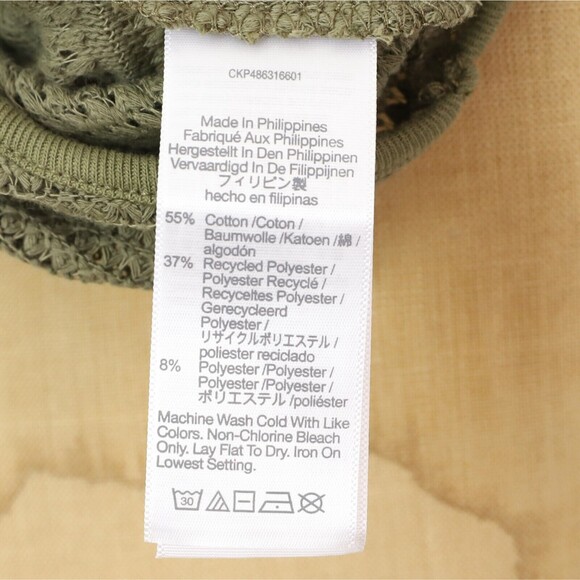 CKP486316601
Made In Philippines
Fabriqué Aux Philippines
Hergestellt In Den Philippinen
Vervaardigd In De Filippijnen
フィリピン製
hecho en filipinas
55% Cotton /Coton /
Baumwolle /Katoen /綿 /
algodón
37% Recycled Polyester /
Polyester Recyclé /
Recyceltes Polyester /
Gerecycleerd
Polyester /
リサイクルポリエステル /
poliester reciclado
8% Polyester /Polyester /
Polyester /Polyester /
ポリエステル /poliéster
Machine Wash Cold With Like
Colors. Non-Chlorine Bleach
Only. Lay Flat To Dry. Iron On
Lowest Setting.
30